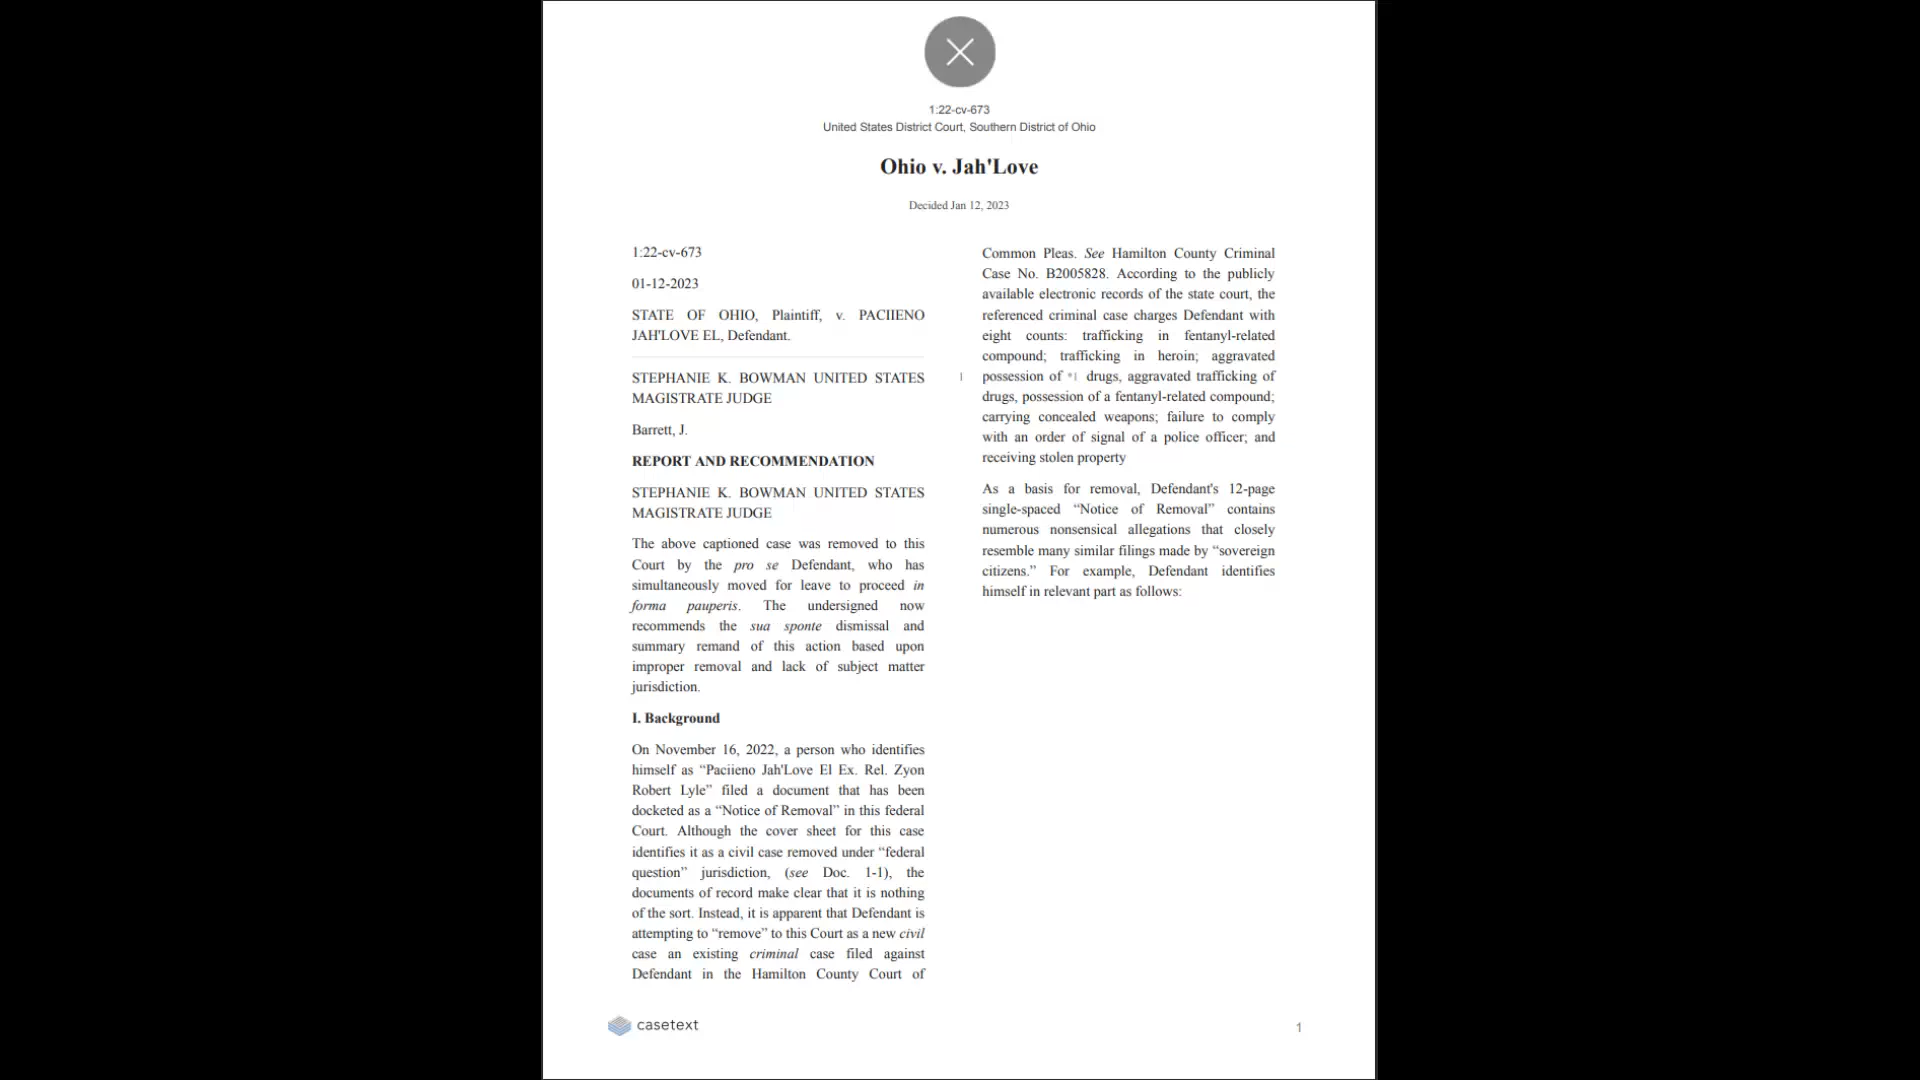 1:22-cv-673
United States District Court, Southern District of Ohio
Ohio v. Jah'Love
Decided Jan 12, 2023
1:22-cv-673
01-12-2023
STATE OF OHIO, Plaintiff, v. PACIIENO
JAH'LOVE EL, Defendant.
STEPHANIE K. BOWMAN UNITED STATES
MAGISTRATE JUDGE
Barrett, J.
REPORT AND RECOMMENDATION
STEPHANIE K. BOWMAN UNITED STATES
MAGISTRATE JUDGE
The above captioned case was removed to this
Court by the pro se Defendant, who has
simultaneously moved for leave to proceed in
forma pauperis. The undersigned now
recommends the sua sponte dismissal and
summary remand of this action based upon
improper removal and lack of subject matter
jurisdiction.
I. Background
On November 16, 2022, a person who identifies
himself as “Paciieno Jah'Love El Ex. Rel. Zyon
Robert Lyle” filed a document that has been
docketed as a “Notice of Removal” in this federal
Court. Although the cover sheet for this case
identifies it as a civil case removed under “federal
question” jurisdiction, (see Doc. 1-1), the
documents of record make clear that it is nothing
of the sort. Instead, it is apparent that Defendant is
attempting to “remove” to this Court as a new civil
case an existing criminal case filed against
Defendant in the Hamilton County Court of
Common Pleas. See Hamilton County Criminal
Case No. B2005828. According to the publicly
available electronic records of the state court, the
referenced criminal case charges Defendant with
eight counts: trafficking in fentanyl-related
compound; trafficking in heroin; aggravated
1 possession of *1 drugs, aggravated trafficking of
drugs, possession of a fentanyl-related compound;
carrying concealed weapons; failure to comply
with an order of signal of a police officer; and
receiving stolen property
As a basis for removal, Defendant's 12-page
single-spaced “Notice of Removal” contains
numerous nonsensical allegations that closely
resemble many similar filings made by “sovereign
citizens.” For example, Defendant identifies
himself in relevant part as follows:
casetext
1